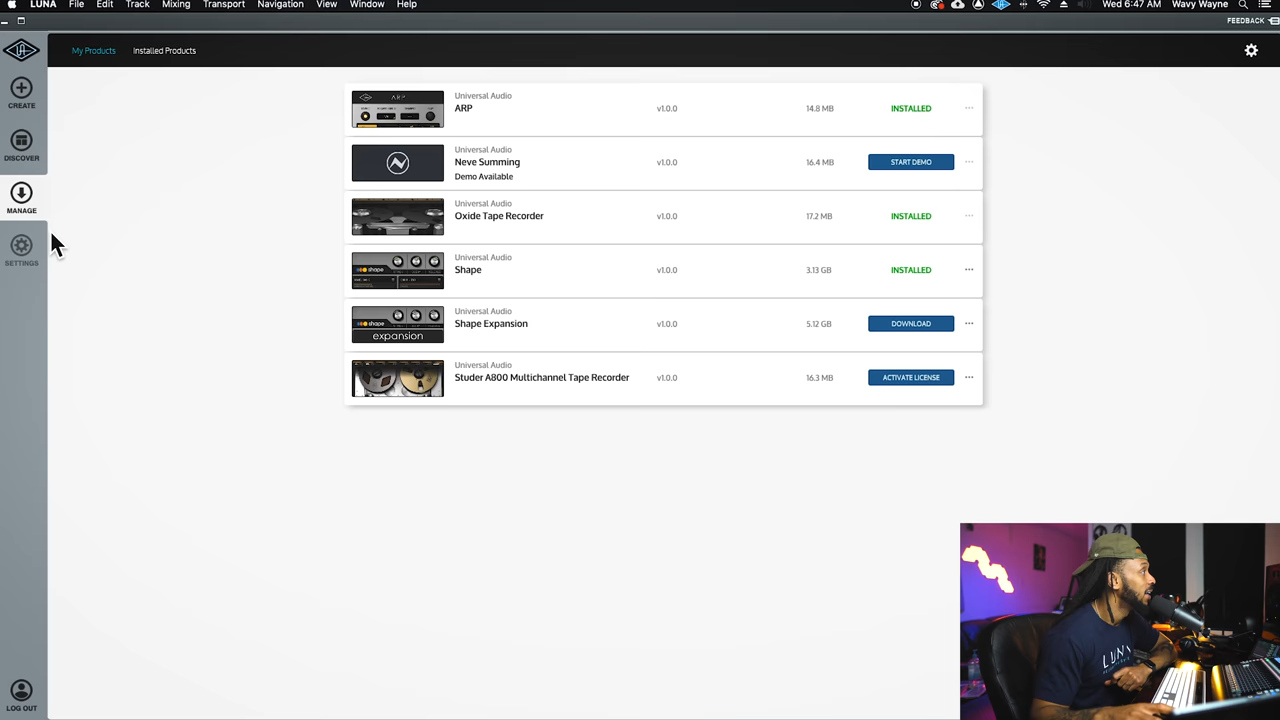 LUNA File Edit Track Mixing Transport Navigation View Window Help Wed 6:47 AM Wavy Wayne
FEEDBACK
My Products Installed Products
CREATE
DISCOVER
MANAGE
SETTINGS
LOG OUT
ARP
Universal Audio
ARP v1.0.0 14.8 MB INSTALLED ...
Universal Audio
Neve Summing v1.0.0 16.4 MB START DEMO ...
Demo Available
Universal Audio
Oxide Tape Recorder v1.0.0 17.2 MB INSTALLED ...
shape
Universal Audio
Shape v1.0.0 3.13 GB INSTALLED ...
shape
expansion
Universal Audio
Shape Expansion v1.0.0 5.12 GB DOWNLOAD ...
Universal Audio
Studer A800 Multichannel Tape Recorder v1.0.0 16.3 MB ACTIVATE LICENSE ...
LUNA